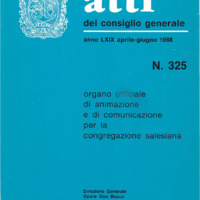 atti
del consiglio generale
anno LXIX aprile-giugno 1988
N. 325
organo ufficiale
di animazione
e di comunicazione
per la
congregazione salesiana
Direzione Generale
Opere Don Bosco